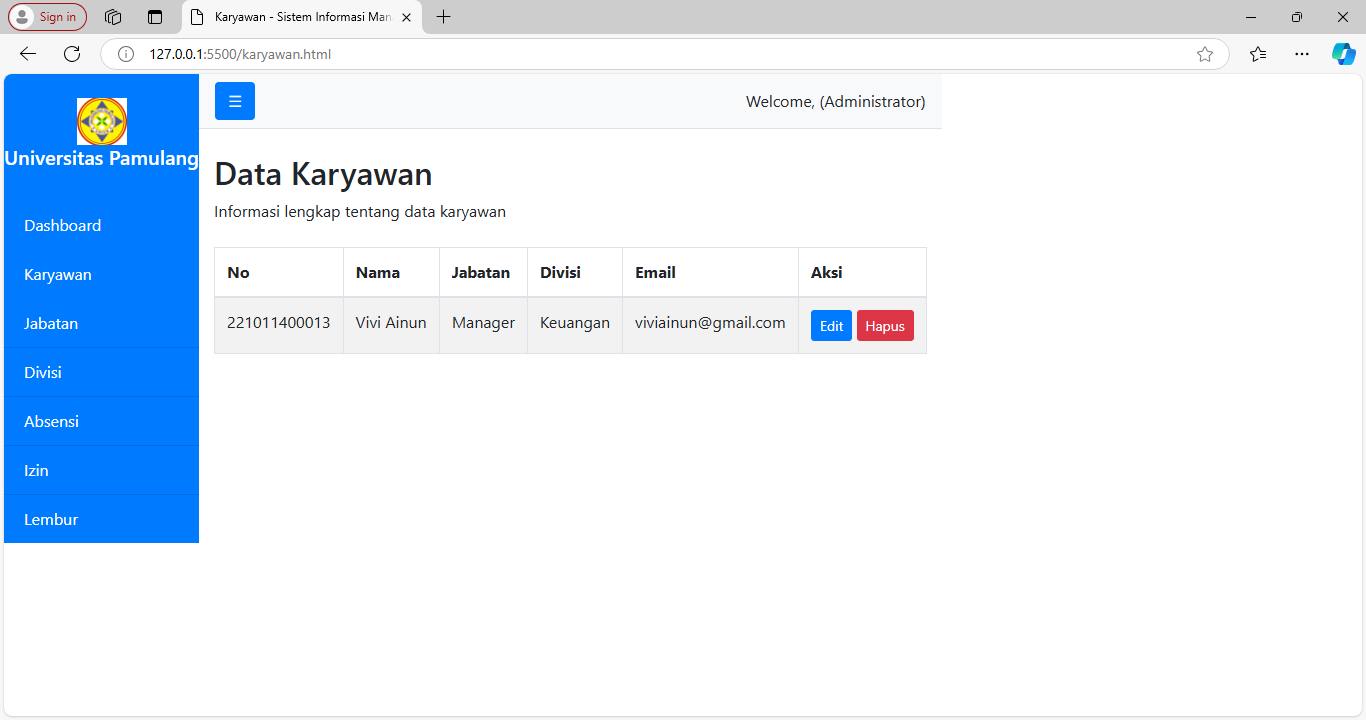 Sign in
Karyawan - Sistem Informasi Man
127.0.0.1:5500/karyawan.html
Universitas Pamulang
Welcome, (Administrator)
Dashboard
Karyawan
Jabatan
Divisi
Absensi
Izin
Lembur
Data Karyawan
Informasi lengkap tentang data karyawan
No Nama Jabatan Divisi Email Aksi
221011400013 Vivi Ainun Manager Keuangan viviainun@gmail.com Edit Hapus